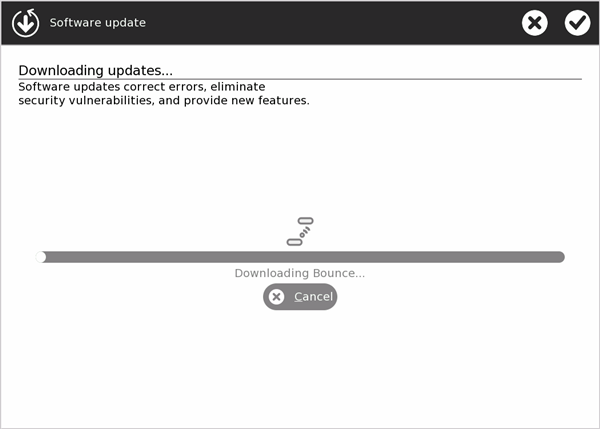 Software update
Downloading updates...
Software updates correct errors, eliminate
security vulnerabilities, and provide new features.
Downloading Bounce...
Cancel